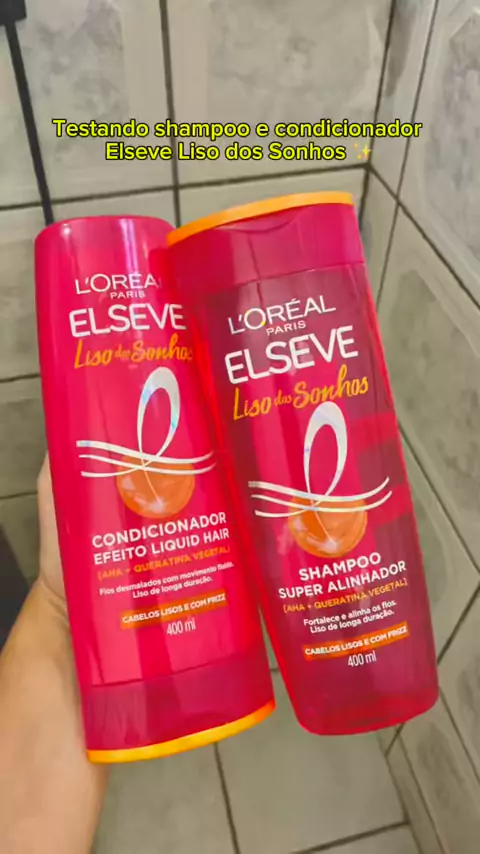 Testando shampoo e condicionador
Elseve Liso dos Sonhos ✨
L'ORÉAL
PARIS
ELSEVE
Liso dos Sonhos
CONDICIONADOR
EFEITO LIQUID HAIR
[AHA + QUERATINA VEGETAL]
Fios desmaiados com movimento fluido.
Liso de longa duração.
CABELOS LISOS E COM FRIZZ
400 ml
L'ORÉAL
PARIS
ELSEVE
Liso dos Sonhos
SHAMPOO
SUPER ALINHADOR
[AHA + QUERATINA VEGETAL]
Fortalece e alinha os fios.
Liso de longa duração.
CABELOS LISOS E COM FRIZZ
400 ml